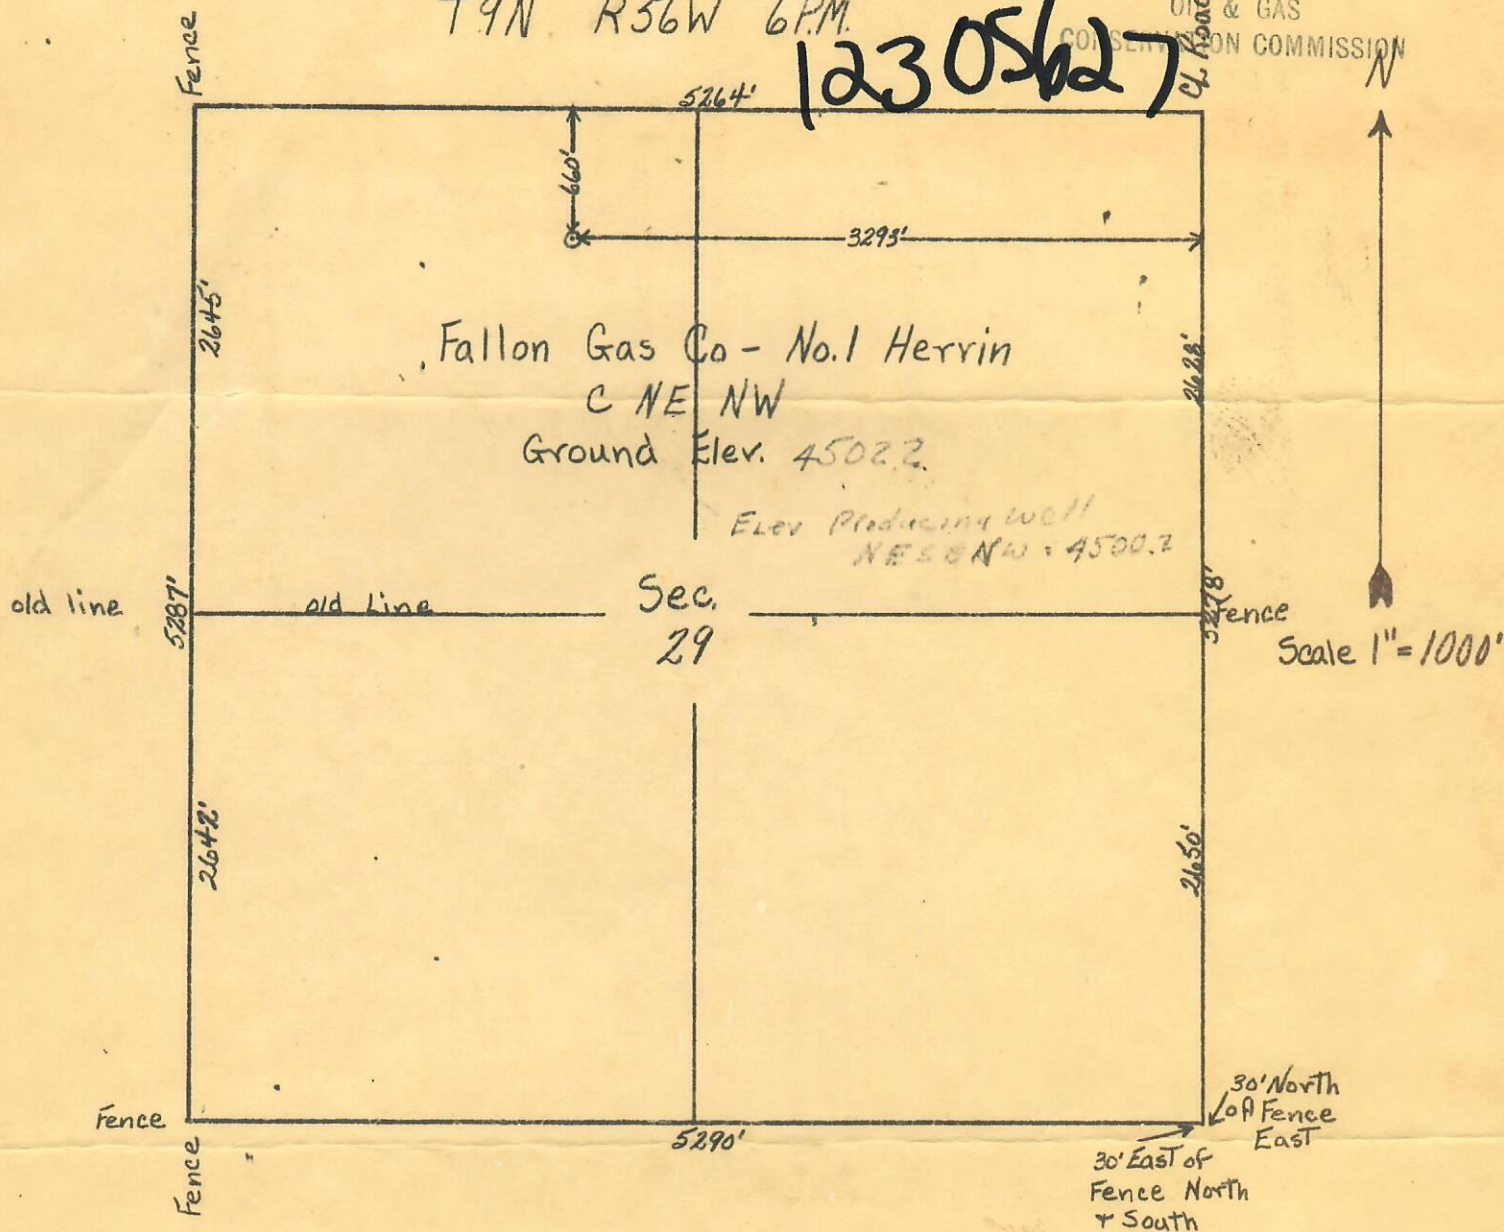 T9N R56W 6P.M.
OIL & GAS
CONSERVATION COMMISSION
12305627
Fence
C/L Road
N
5264'
660'
3293'
2645'
2628'
Fallon Gas Co - No.1 Herrin
C NE NW
Ground Elev. 4502.2
Elev Producing Well
NE SE NW = 4500.2
old line
5287'
old Line
Sec.
29
5278'
Fence
Scale 1"=1000'
2642'
2650'
Fence
Fence
5290'
30' North
of Fence
East
30' East of
Fence North
+ South